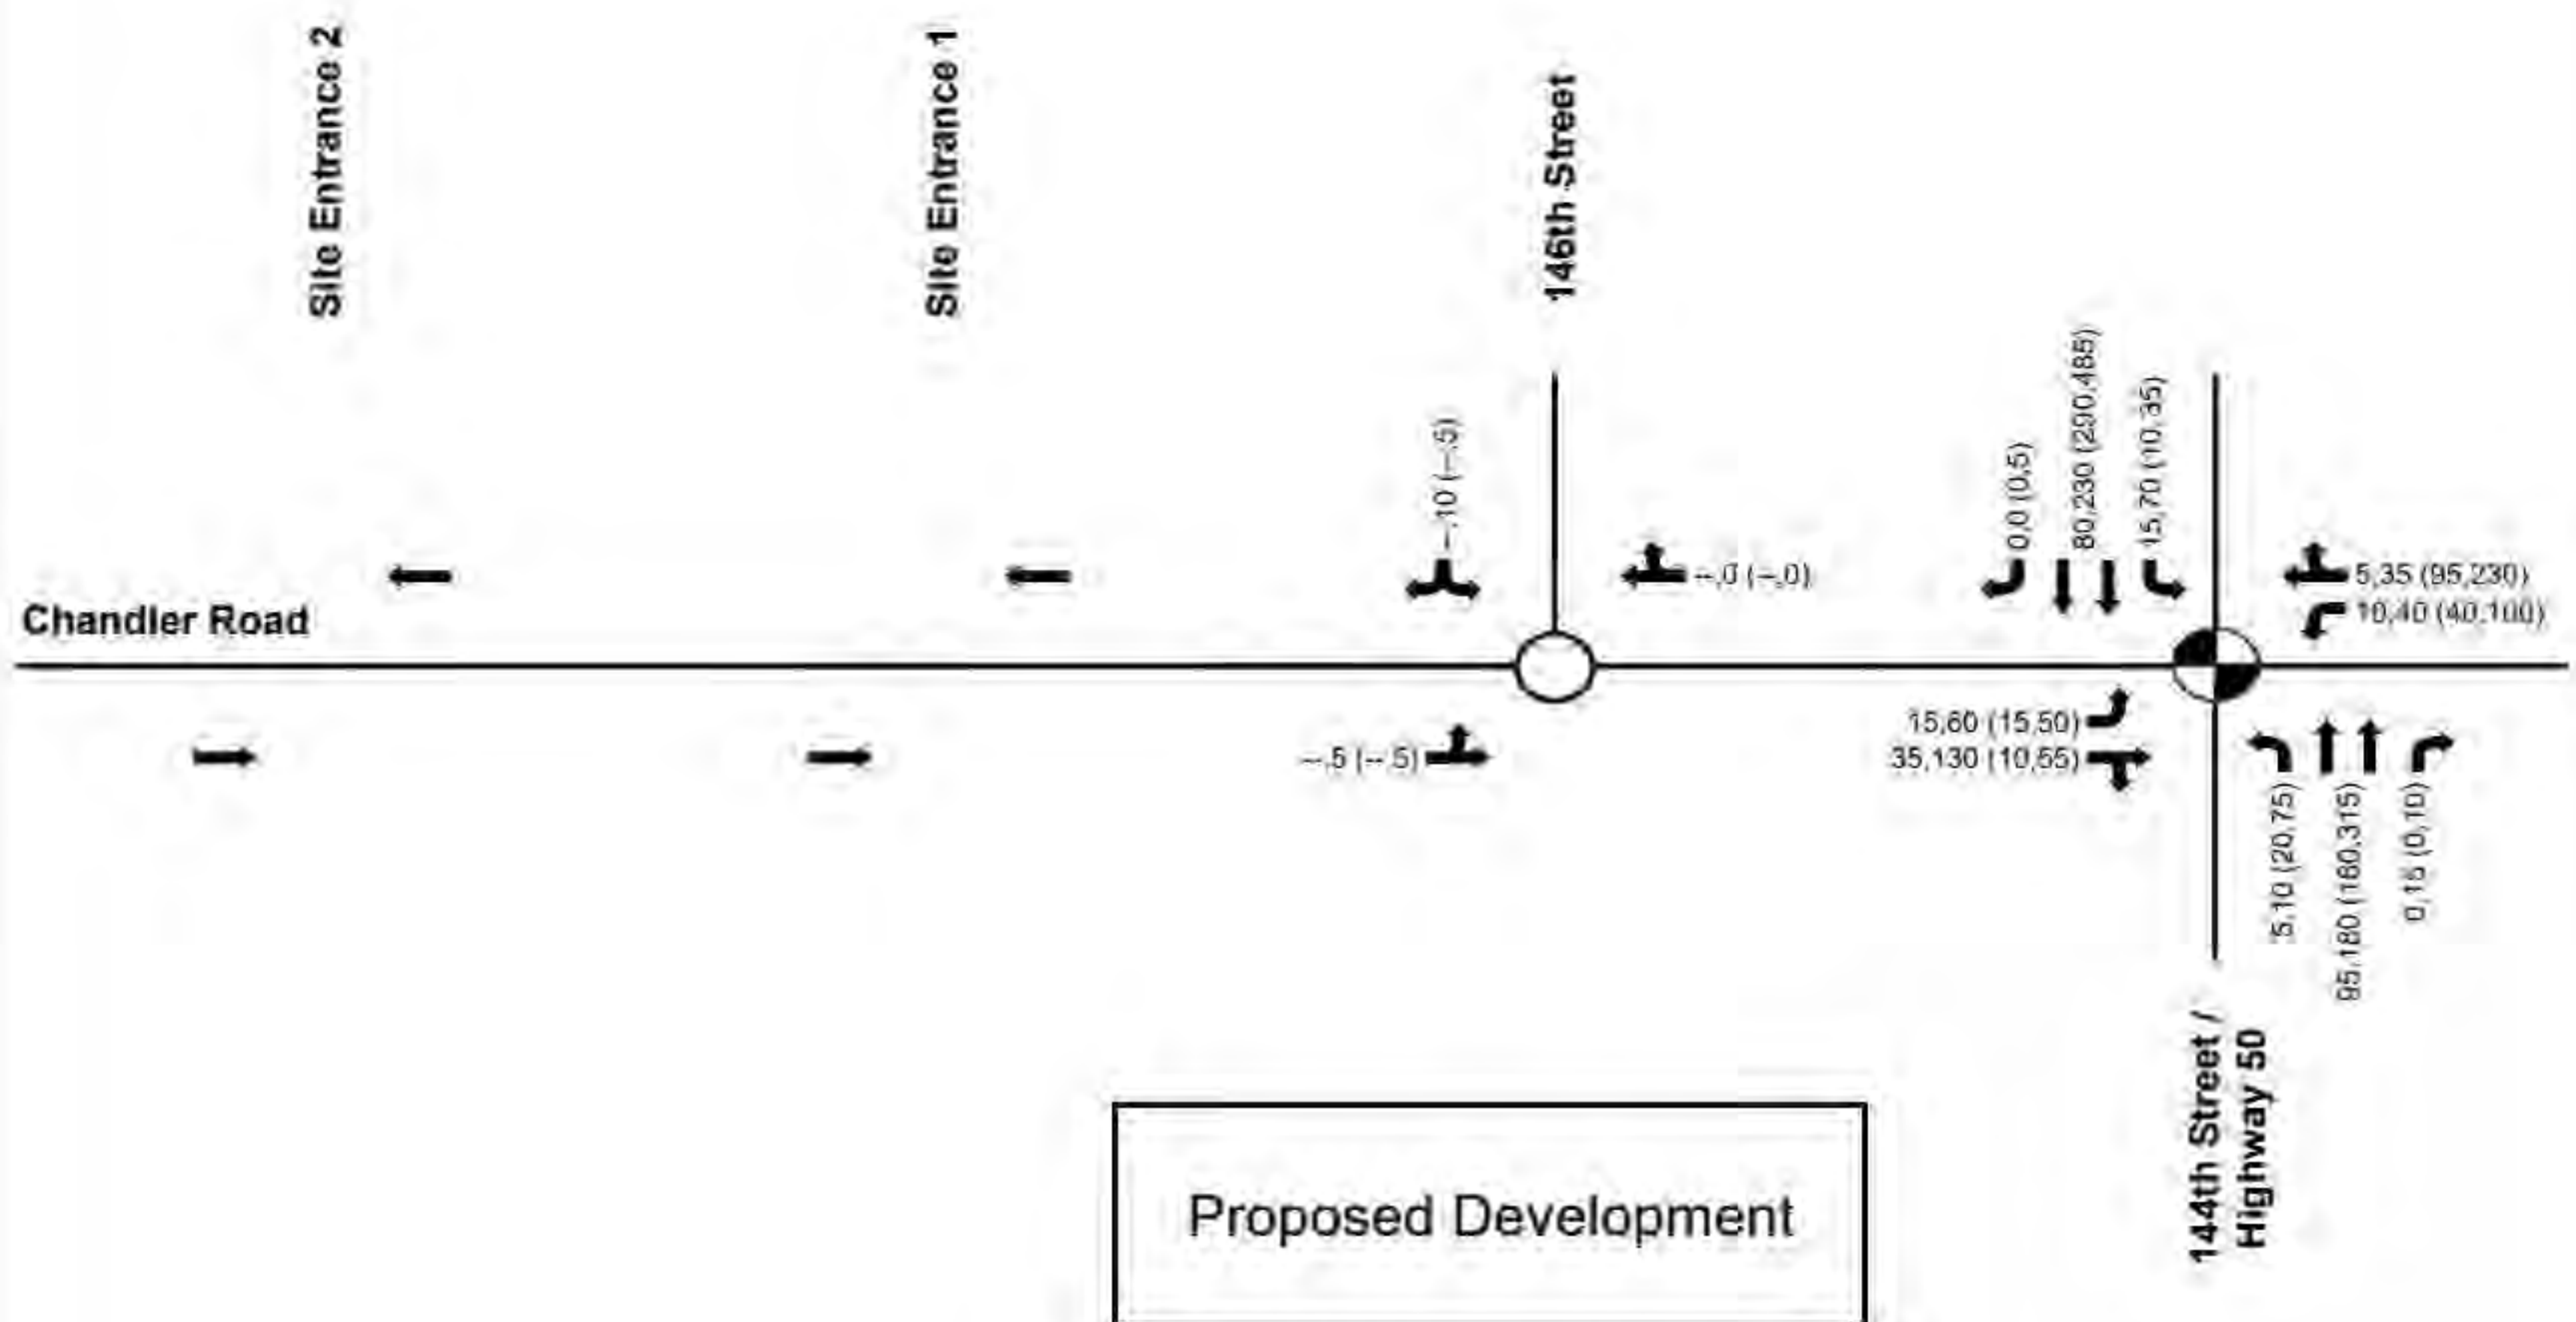 Site Entrance 2
Site Entrance 1
146th Street
Chandler Road
--,10 (--,5)
--,0 (--,0)
0,0 (0,5)
80,230 (290,485)
15,70 (10,35)
5,35 (95,230)
10,40 (40,100)
--,5 (--,5)
15,60 (15,50)
35,130 (10,55)
5,10 (20,75)
95,180 (160,315)
0,15 (0,10)
144th Street /
Highway 50
Proposed Development